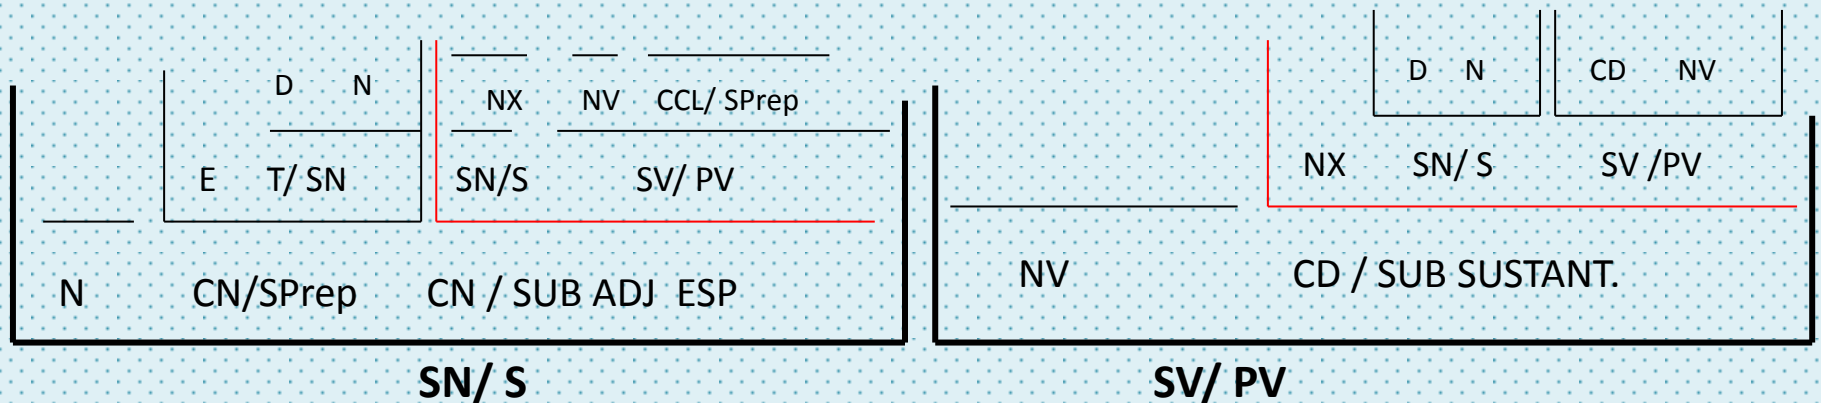 D N CD NV
D N
NX NV CCL/ SPrep
NX SN/ S SV /PV
E T/ SN SN/S SV/ PV
NV CD / SUB SUSTANT.
N CN/SPrep CN / SUB ADJ ESP
SN/ S SV/ PV